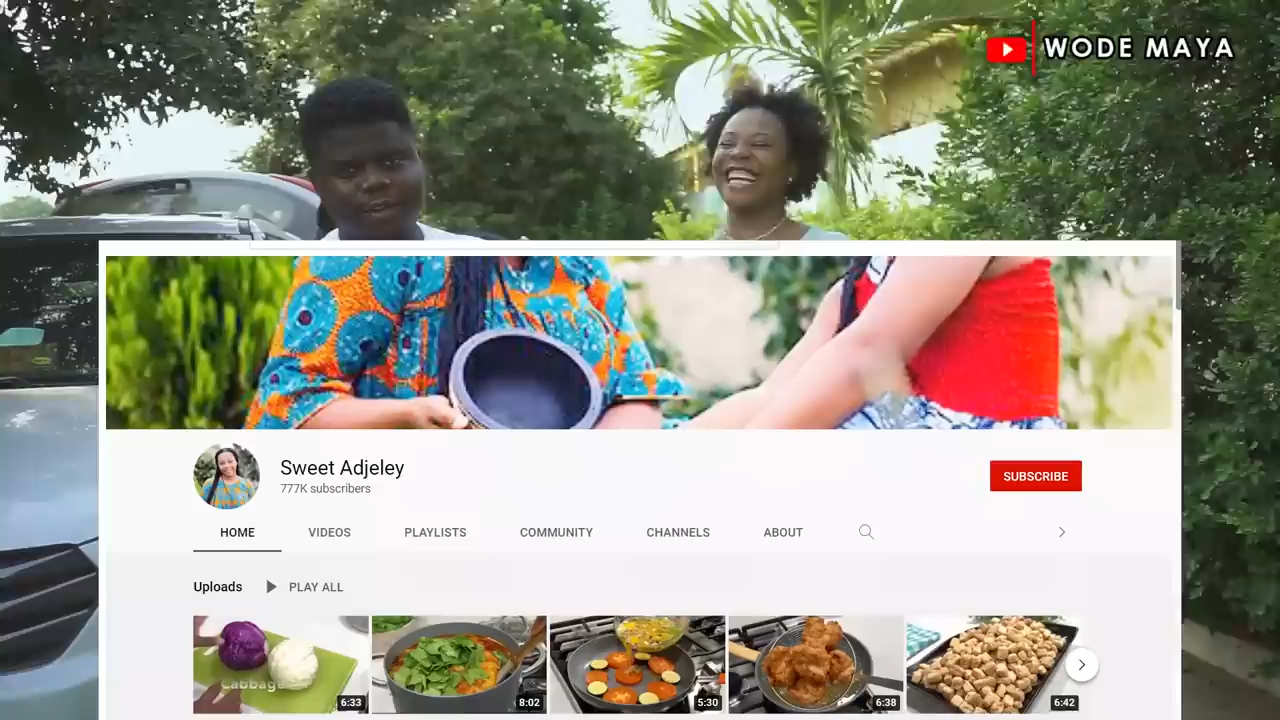 WODE MAYA
Sweet Adjeley
777K subscribers
SUBSCRIBE
HOME VIDEOS PLAYLISTS COMMUNITY CHANNELS ABOUT
Uploads PLAY ALL
Cabbage
6:33 8:02 5:30 6:38 6:42